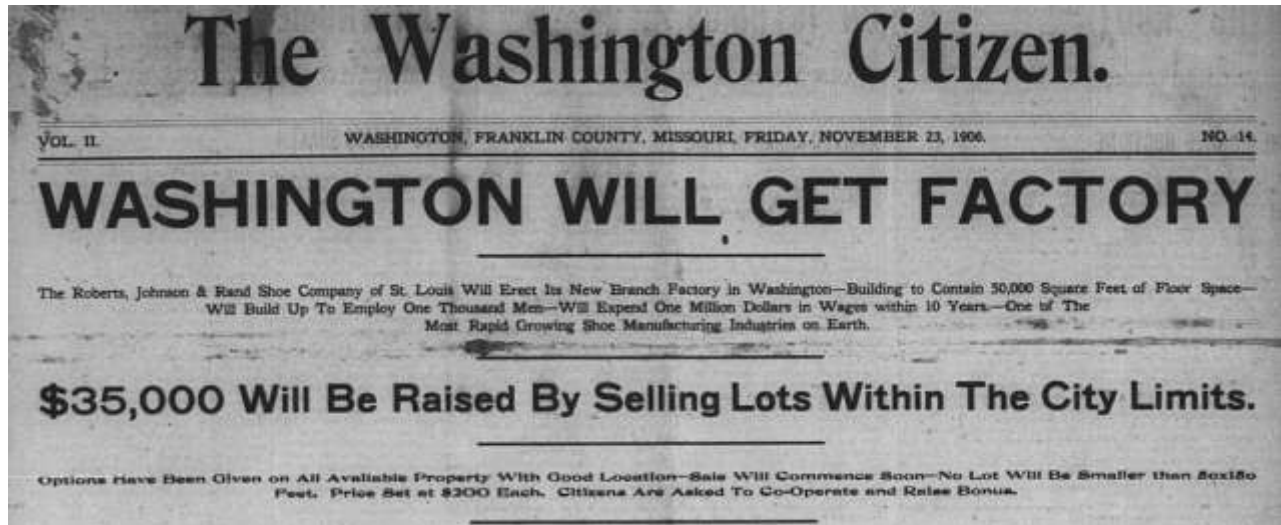 The Washington Citizen.
VOL. II. WASHINGTON, FRANKLIN COUNTY, MISSOURI, FRIDAY, NOVEMBER 23, 1906. NO. 14.
WASHINGTON WILL GET FACTORY
The Roberts, Johnson & Rand Shoe Company of St. Louis Will Erect Its New Branch Factory in Washington—Building to Contain 50,000 Square Feet of Floor Space—
Will Build Up To Employ One Thousand Men—Will Expend One Million Dollars in Wages within 10 Years.—One of The
Most Rapid Growing Shoe Manufacturing Industries on Earth.
$35,000 Will Be Raised By Selling Lots Within The City Limits.
Options Have Been Given on All Available Property With Good Location—Sale Will Commence Soon—No Lot Will Be Smaller than 50x150
Feet. Price Set at $200 Each. Citizens Are Asked To Co-Operate and Raise Bonus.